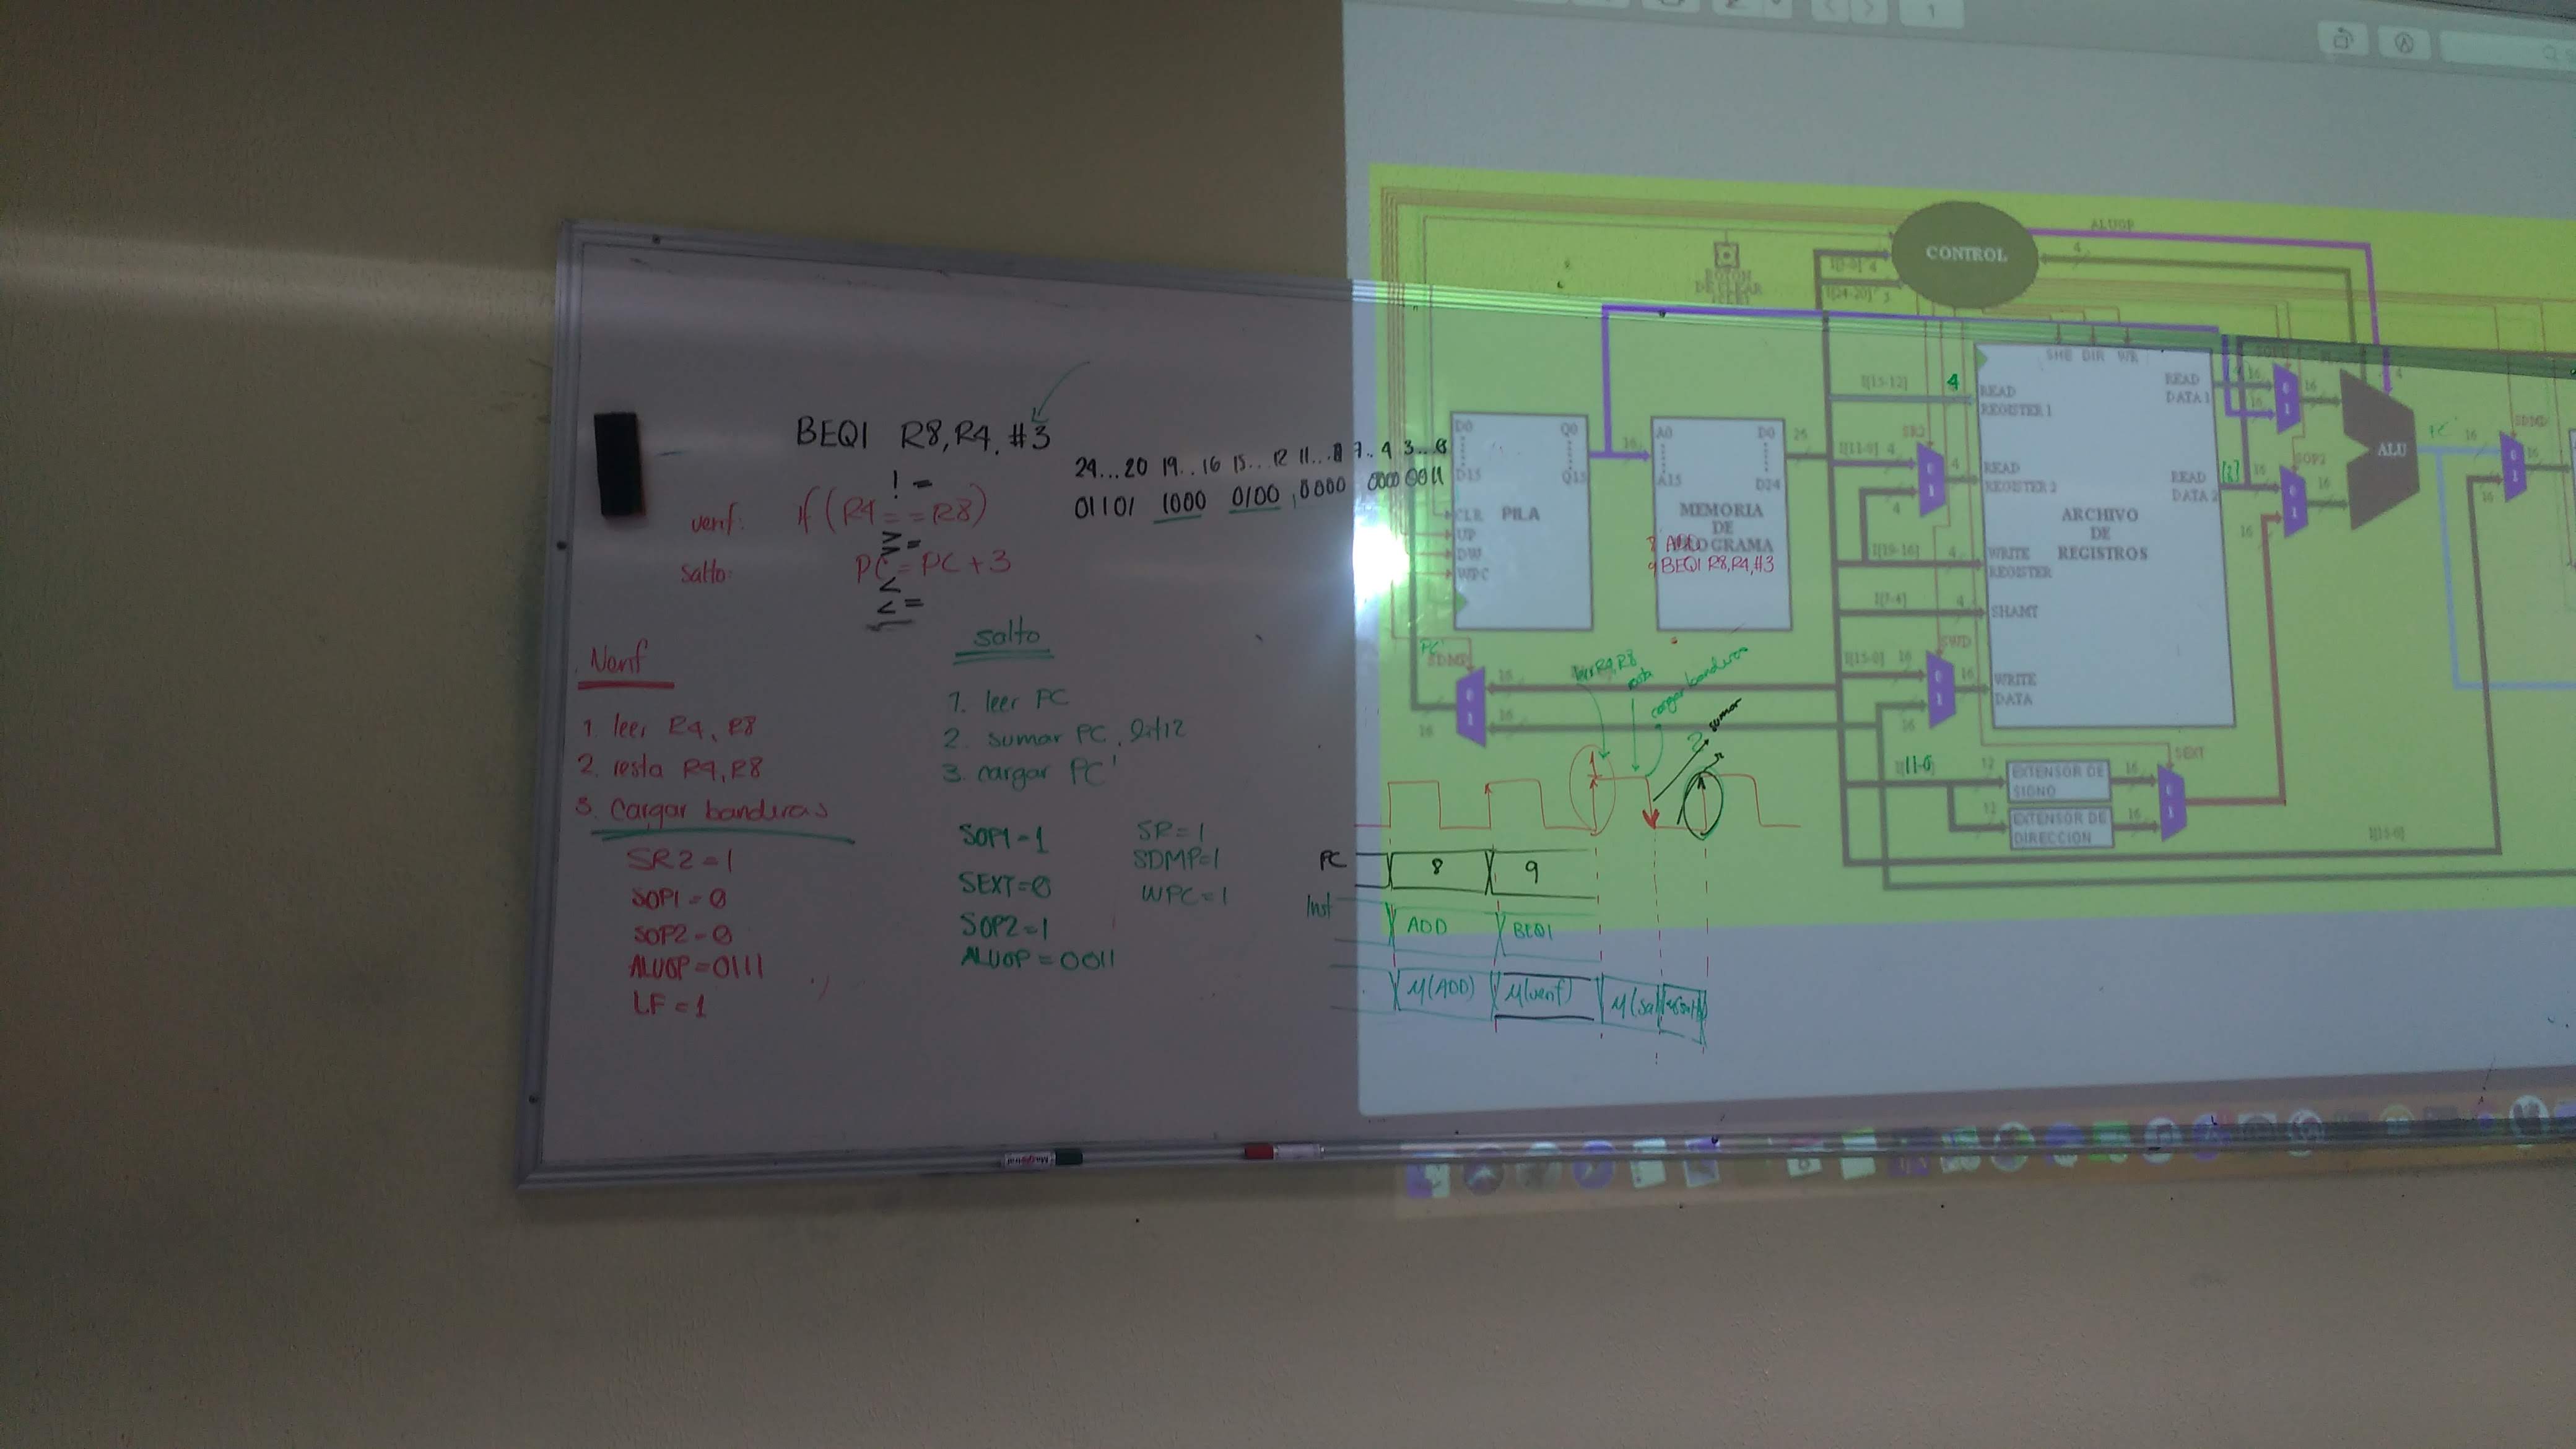 BEQI R8, R4, #3
24...20 19..16 15...12 11...8 7..4 3...0
01101 1000 0100 0000 0000 0011
! =
verif: if (R4 == R8)
> =
salto: PC = PC + 3
<
< =
Verif
1. leer R4, R8
2. resta R4, R8
3. Cargar banderas
SR2 = 1
SOP1 = 0
SOP2 = 0
ALUOP = 0111
LF = 1
salto
1. leer PC
2. sumar PC, lit12
3. cargar PC'
SOP1 = 1
SEXT = 0
SOP2 = 1
ALUOP = 0011
SR = 1
SDMP = 1
WPC = 1
1
CONTROL
ALUOP
4
BOTON
DE CLEAR
I[3-0] 4
I[24-20]
SHE DIR WR
I[15-12] 4
READ
REGISTER 1
READ
DATA 1
16
SR2
I[11-8] 4
READ
REGISTER 2
READ
DATA 2
SOP2
ALU
PC
SDMD
ARCHIVO
DE
REGISTROS
I[19-16] 4
WRITE
REGISTER
I[7-4] 4
SHAMT
SWD
I[15-0] 16
WRITE
DATA
SEXT
I[11-0] 12
EXTENSOR DE
SIGNO
EXTENSOR DE
DIRECCION
12
16
I[15-0]
D0
Q0
D15
Q15
CLR
UP
DW
WPC
PILA
16
A0
D0
A15
D24
25
MEMORIA
DE
PROGRAMA
8 ADD
9 BEQI R8,R4,#3
PC'
SDMP
leer R4, R8
resta
cargar banderas
sumar
PC 8 9
Inst ADD BEQI
M(ADD) M(verif)